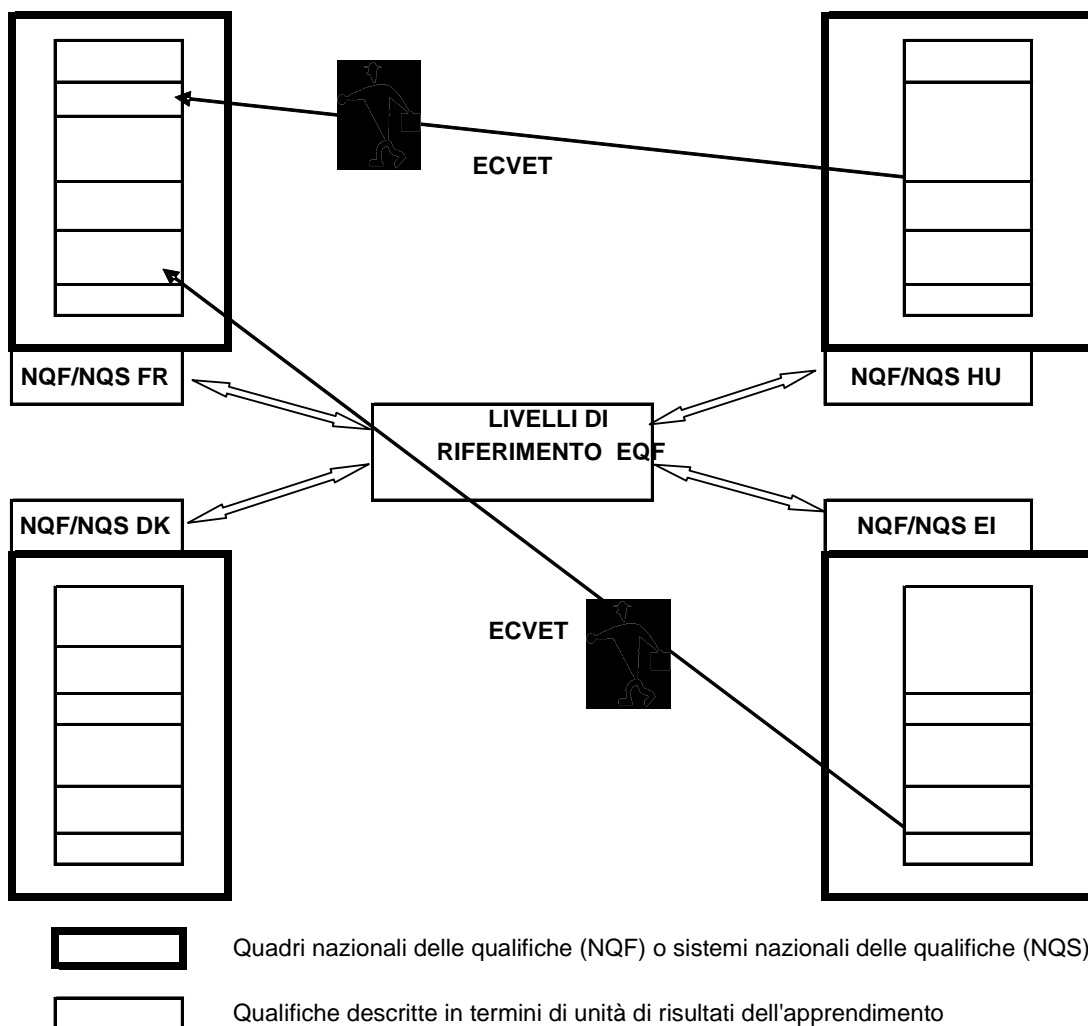 ECVET
NQF/NQS FR
NQF/NQS HU
LIVELLI DI
RIFERIMENTO EQF
NQF/NQS DK
NQF/NQS EI
ECVET
Quadri nazionali delle qualifiche (NQF) o sistemi nazionali delle qualifiche (NQS)
Qualifiche descritte in termini di unità di risultati dell'apprendimento